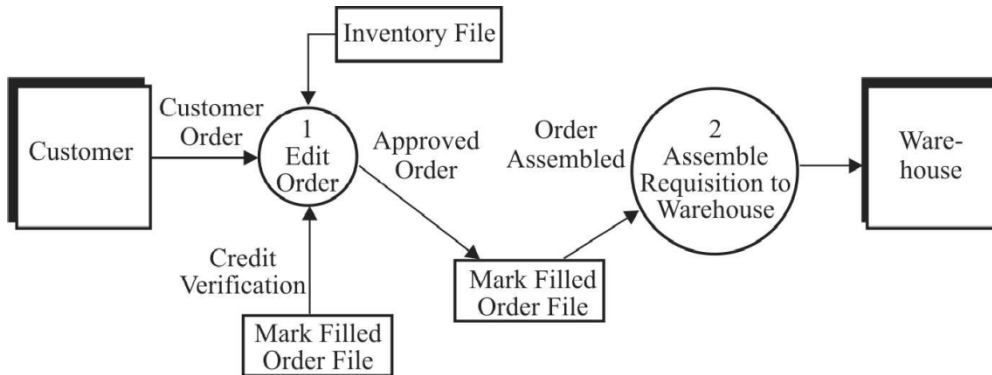 Inventory File
Customer
Customer
Order
1
Edit
Order
Approved
Order
Order
Assembled
2
Assemble
Requisition to
Warehouse
Ware-
house
Credit
Verification
Mark Filled
Order File
Mark Filled
Order File